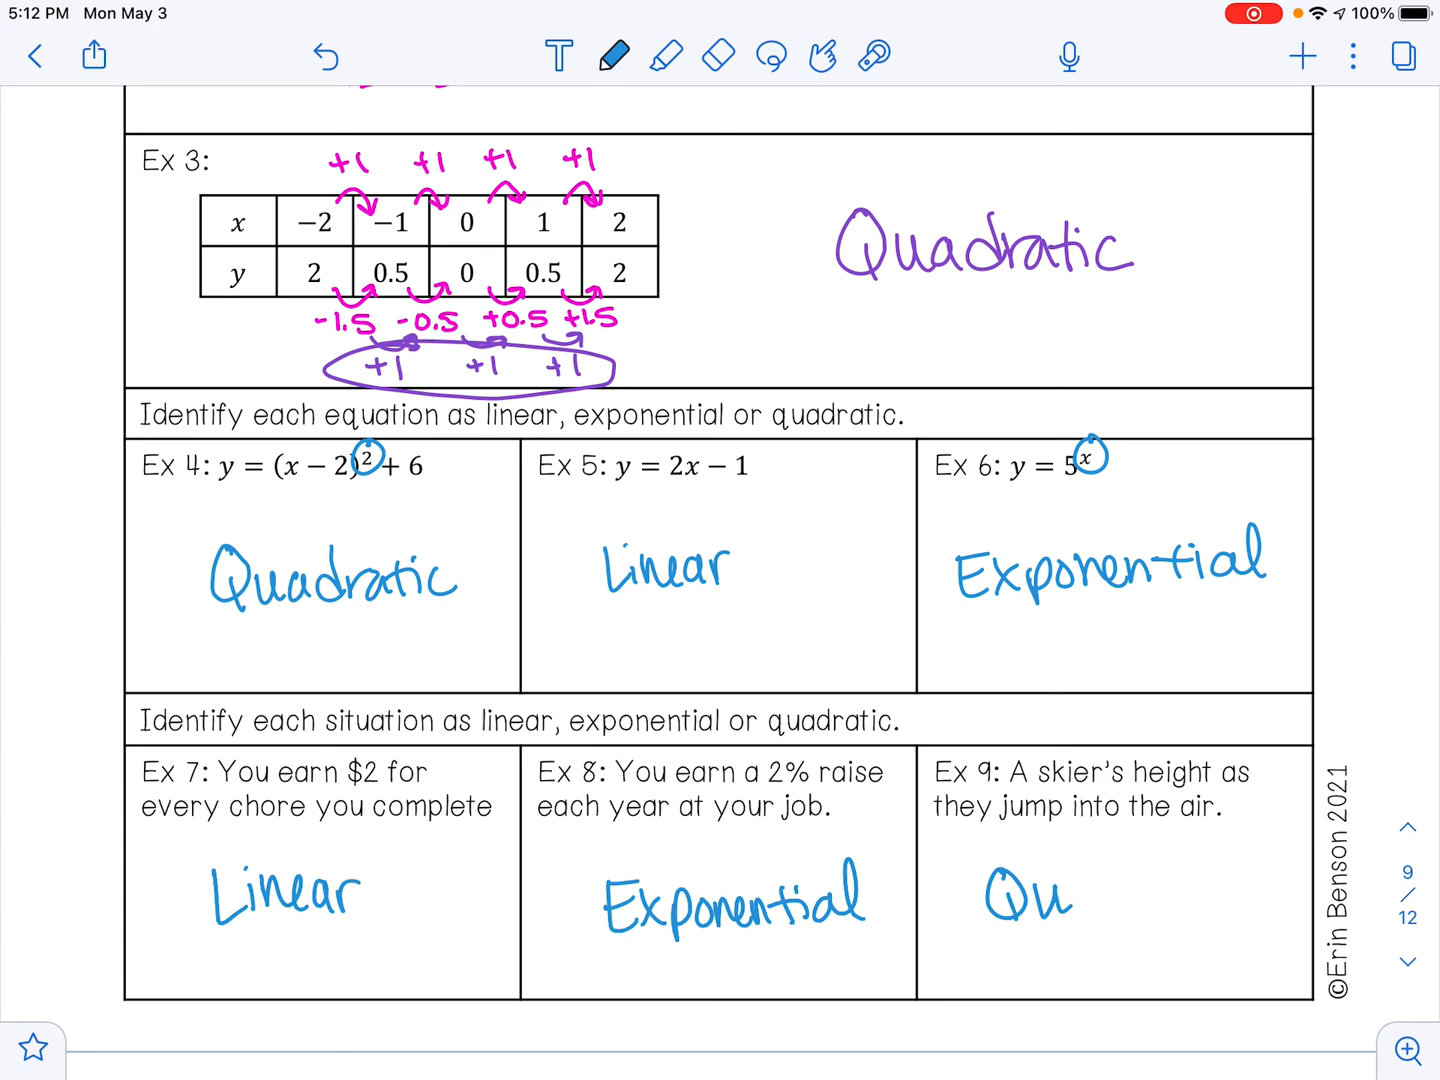 5:12 PM Mon May 3
100%
T
Ex 3:
+1 +1 +1 +1
x −2 −1 0 1 2
y 2 0.5 0 0.5 2
-1.5 -0.5 +0.5 +1.5
+1 +1 +1
Quadratic
Identify each equation as linear, exponential or quadratic.
Ex 4: y = (x − 2)² + 6
Quadratic
Ex 5: y = 2x − 1
Linear
Ex 6: y = 5ˣ
Exponential
Identify each situation as linear, exponential or quadratic.
Ex 7: You earn $2 for
every chore you complete
Linear
Ex 8: You earn a 2% raise
each year at your job.
Exponential
Ex 9: A skier's height as
they jump into the air.
Qu
©Erin Benson 2021
9
/
12